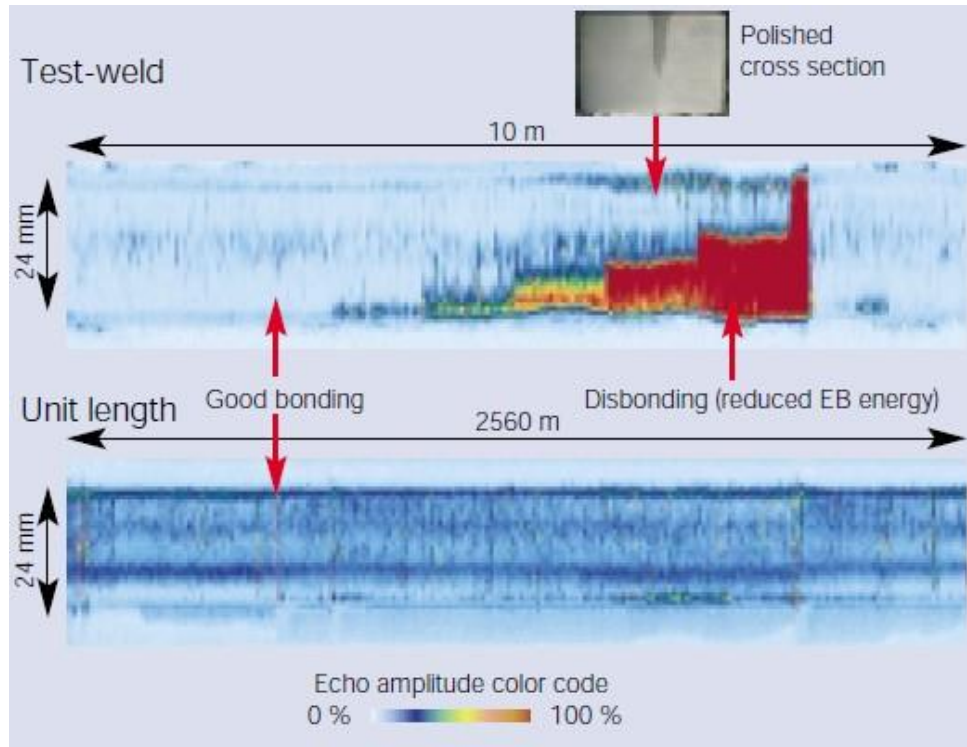 Polished
cross section
Test-weld
10 m
24 mm
Good bonding
Disbonding (reduced EB energy)
Unit length
2560 m
24 mm
Echo amplitude color code
0 %
100 %